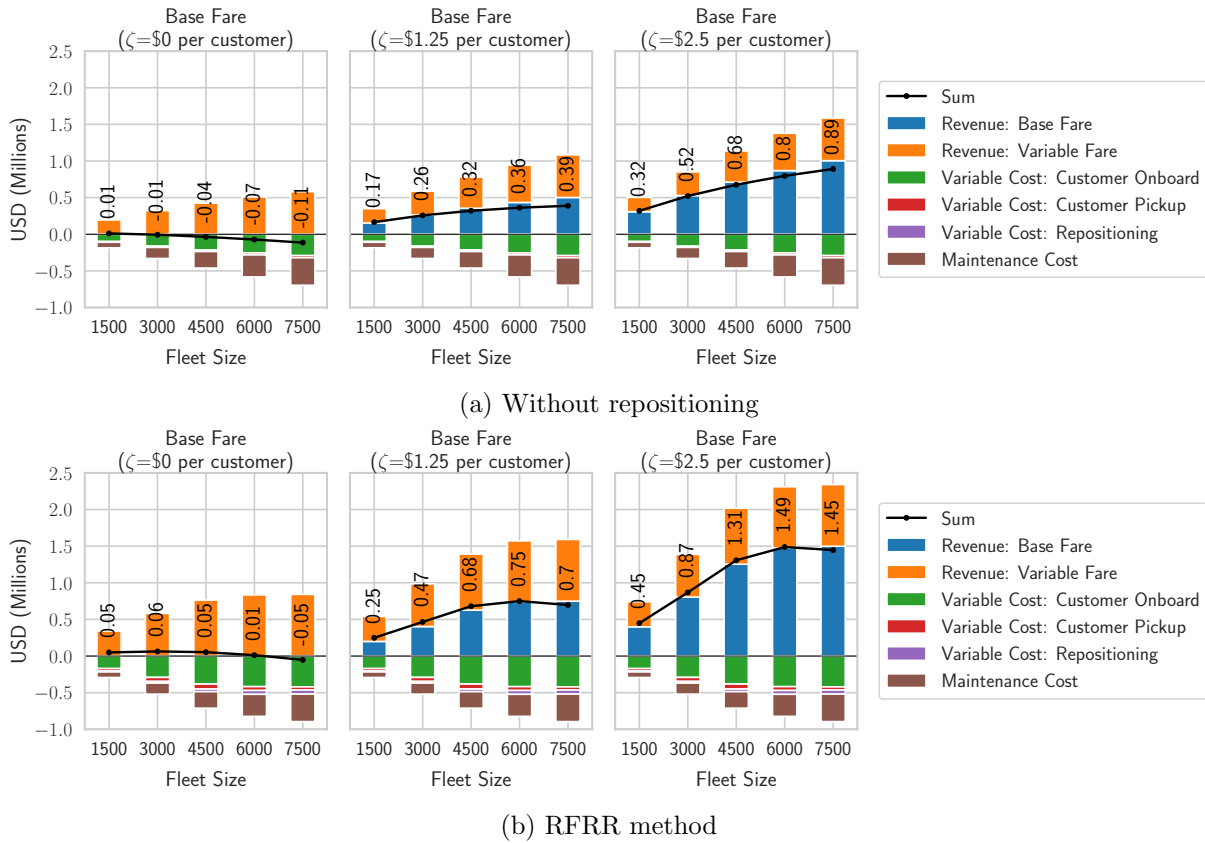 Base Fare
(ζ=$0 per customer)
Base Fare
(ζ=$1.25 per customer)
Base Fare
(ζ=$2.5 per customer)
USD (Millions)
2.5
2.0
1.5
1.0
0.5
0.0
−0.5
−1.0
0.01
-0.01
-0.04
-0.07
-0.11
0.17
0.26
0.32
0.36
0.39
0.32
0.52
0.68
0.8
0.89
1500 3000 4500 6000 7500
1500 3000 4500 6000 7500
1500 3000 4500 6000 7500
Fleet Size
Fleet Size
Fleet Size
Sum
Revenue: Base Fare
Revenue: Variable Fare
Variable Cost: Customer Onboard
Variable Cost: Customer Pickup
Variable Cost: Repositioning
Maintenance Cost
(a) Without repositioning
Base Fare
(ζ=$0 per customer)
Base Fare
(ζ=$1.25 per customer)
Base Fare
(ζ=$2.5 per customer)
USD (Millions)
2.5
2.0
1.5
1.0
0.5
0.0
−0.5
−1.0
0.05
0.06
0.05
0.01
-0.05
0.25
0.47
0.68
0.75
0.7
0.45
0.87
1.31
1.49
1.45
1500 3000 4500 6000 7500
1500 3000 4500 6000 7500
1500 3000 4500 6000 7500
Fleet Size
Fleet Size
Fleet Size
Sum
Revenue: Base Fare
Revenue: Variable Fare
Variable Cost: Customer Onboard
Variable Cost: Customer Pickup
Variable Cost: Repositioning
Maintenance Cost
(b) RFRR method